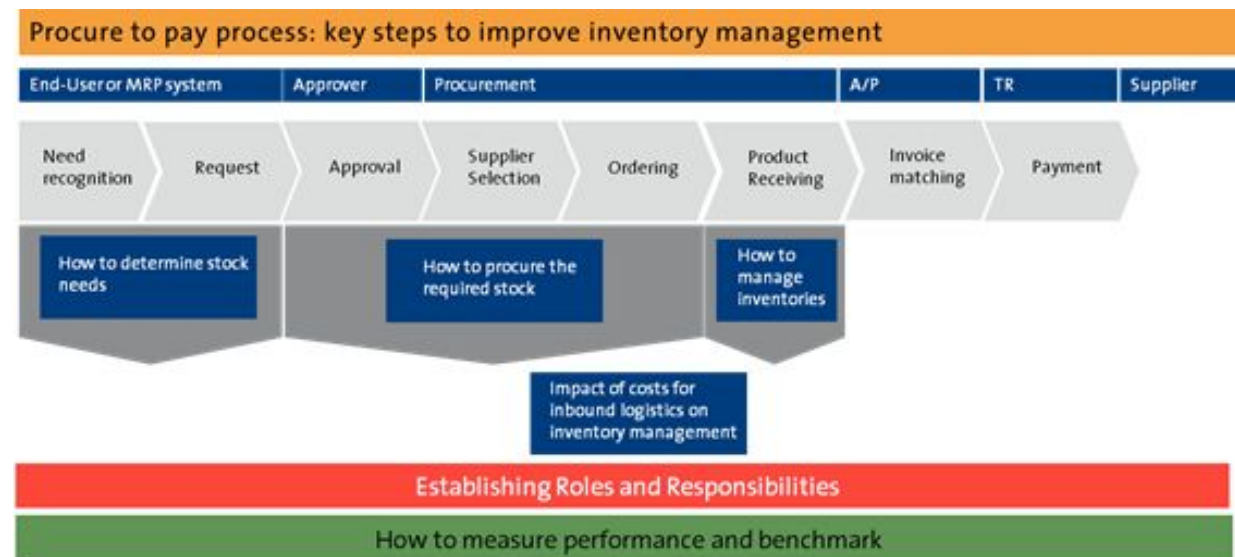 Procure to pay process: key steps to improve inventory management
End-User or MRP system
Approver
Procurement
A/P
TR
Supplier
Need
recognition
Request
Approval
Supplier
Selection
Ordering
Product
Receiving
Invoice
matching
Payment
How to determine stock
needs
How to procure the
required stock
How to
manage
inventories
Impact of costs for
inbound logistics on
inventory management
Establishing Roles and Responsibilities
How to measure performance and benchmark